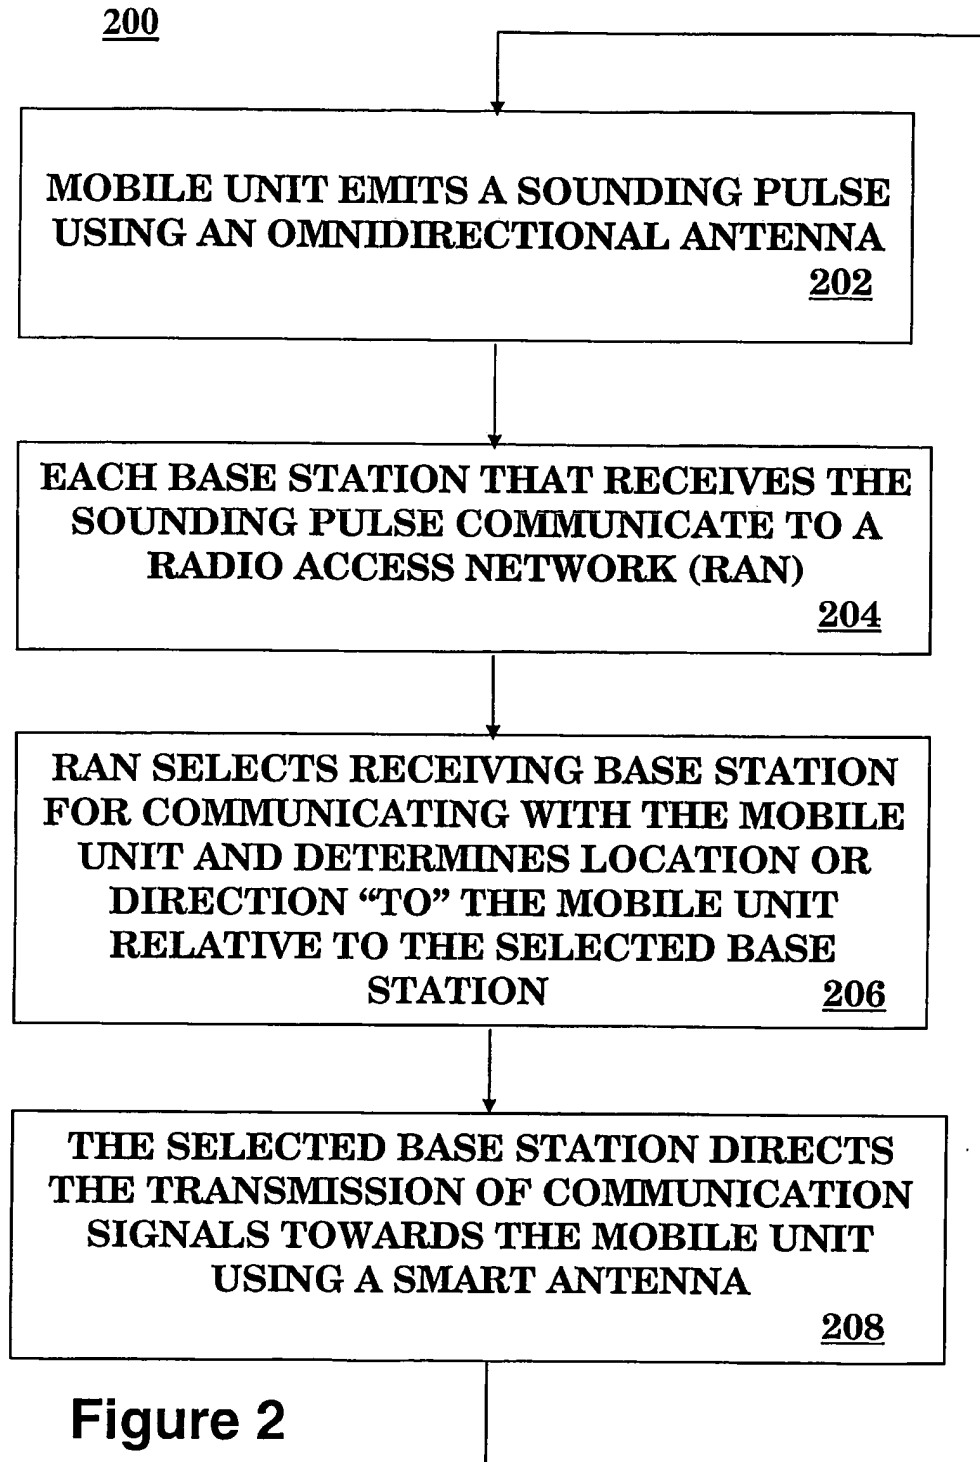 200
MOBILE UNIT EMITS A SOUNDING PULSE
USING AN OMNIDIRECTIONAL ANTENNA
202
EACH BASE STATION THAT RECEIVES THE
SOUNDING PULSE COMMUNICATE TO A
RADIO ACCESS NETWORK (RAN)
204
RAN SELECTS RECEIVING BASE STATION
FOR COMMUNICATING WITH THE MOBILE
UNIT AND DETERMINES LOCATION OR
DIRECTION “TO” THE MOBILE UNIT
RELATIVE TO THE SELECTED BASE
STATION 206
THE SELECTED BASE STATION DIRECTS
THE TRANSMISSION OF COMMUNICATION
SIGNALS TOWARDS THE MOBILE UNIT
USING A SMART ANTENNA
208
Figure 2